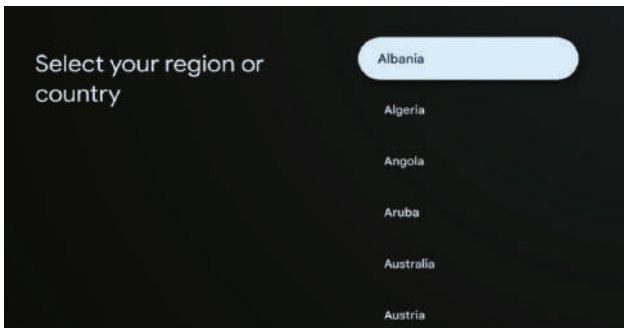 Select your region or
country
Albania
Algeria
Angola
Aruba
Australia
Austria